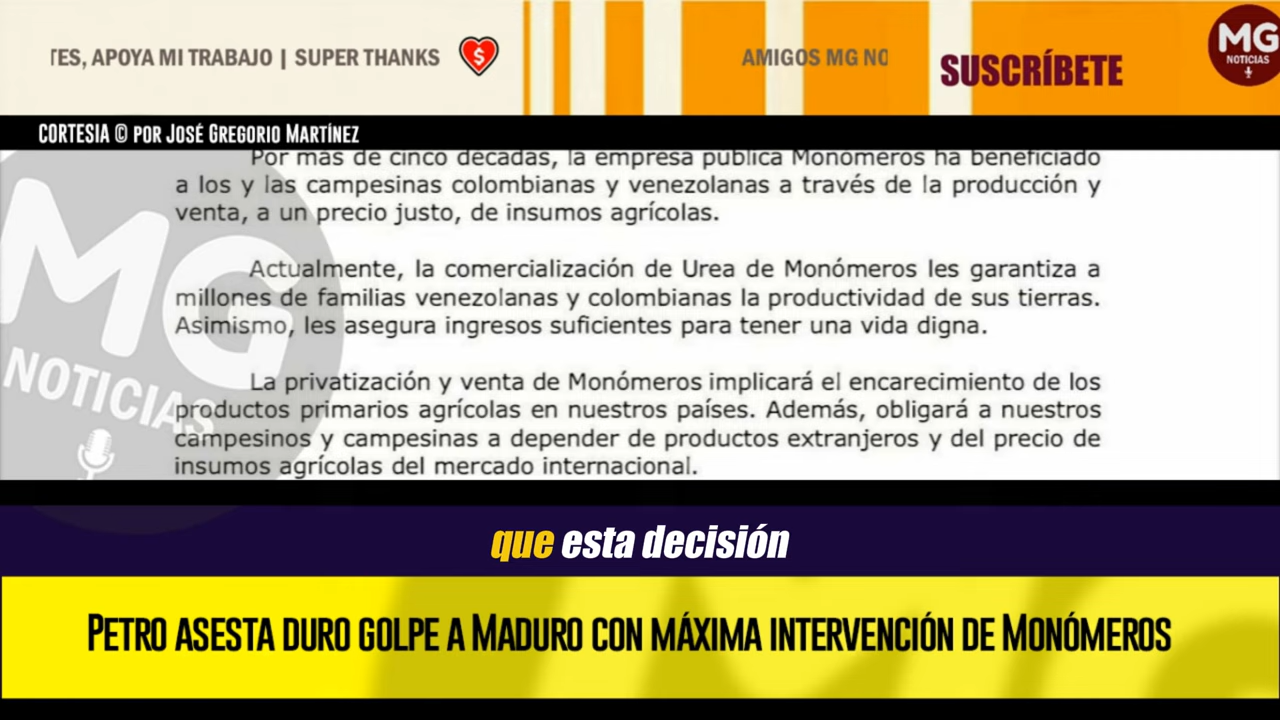 TES, APOYA MI TRABAJO | SUPER THANKS
$
AMIGOS MG NO
SUSCRÍBETE
MG
NOTICIAS
CORTESIA © POR JOSÉ GREGORIO MARTÍNEZ
Por más de cinco décadas, la empresa pública Monómeros ha beneficiado
a los y las campesinas colombianas y venezolanas a través de la producción y
venta, a un precio justo, de insumos agrícolas.
Actualmente, la comercialización de Urea de Monómeros les garantiza a
millones de familias venezolanas y colombianas la productividad de sus tierras.
Asimismo, les asegura ingresos suficientes para tener una vida digna.
La privatización y venta de Monómeros implicará el encarecimiento de los
productos primarios agrícolas en nuestros países. Además, obligará a nuestros
campesinos y campesinas a depender de productos extranjeros y del precio de
insumos agrícolas del mercado internacional.
MG
NOTICIAS
que esta decisión
PETRO ASESTA DURO GOLPE A MADURO CON MÁXIMA INTERVENCIÓN DE MONÓMEROS